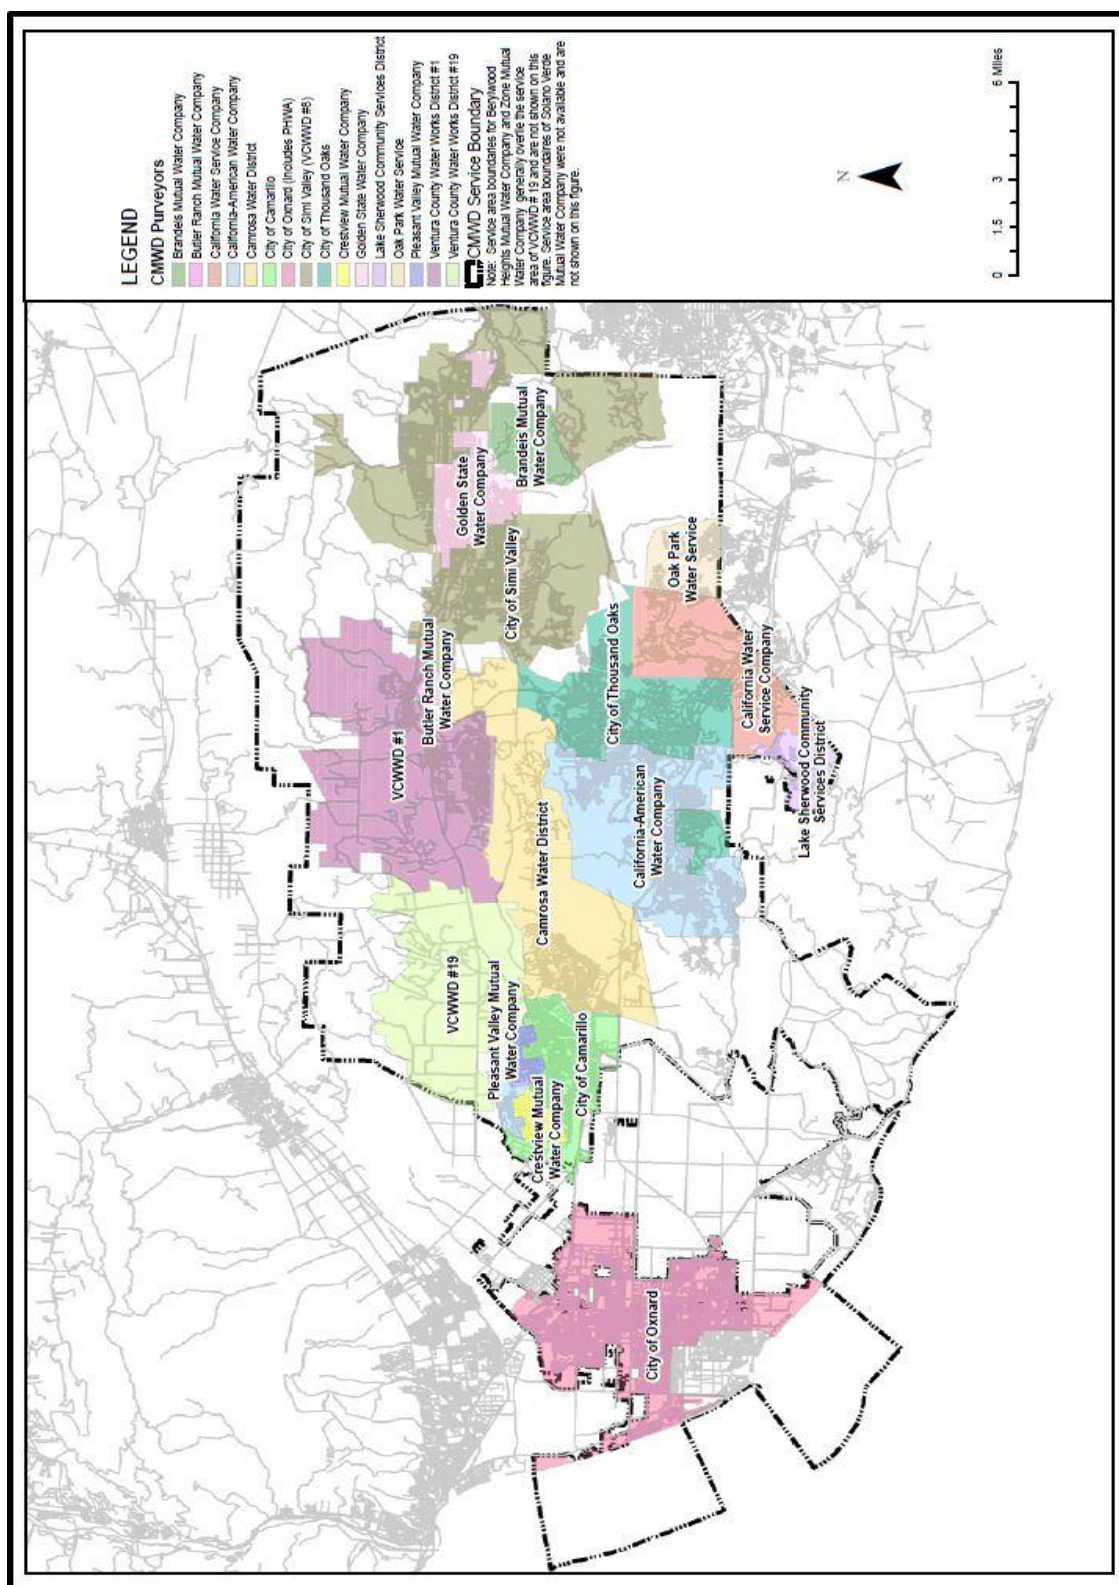 LEGEND
CMWD Purveyors
Brandeis Mutual Water Company
Butler Ranch Mutual Water Company
California Water Service Company
California-American Water Company
Camrosa Water District
City of Camarillo
City of Oxnard (Includes PHWA)
City of Simi Valley (VCWWD #8)
City of Thousand Oaks
Crestview Mutual Water Company
Golden State Water Company
Lake Sherwood Community Services District
Oak Park Water Service
Pleasant Valley Mutual Water Company
Ventura County Water Works District #1
Ventura County Water Works District #19
CMWD Service Boundary
Note: Service area boundaries for Berylwood
Heights Mutual Water Company and Zone Mutual
Water Company generally overlie the service
area of VCWWD # 19 and are not shown on this
figure. Service area boundaries of Solano Verde
Mutual Water Company were not available and are
not shown on this figure.
N
0 1.5 3 6 Miles
Golden State
Water Company
Brandeis Mutual
Water Company
City of Simi Valley
Oak Park
Water Service
VCWWD #1
Butler Ranch Mutual
Water Company
City of Thousand Oaks
California Water
Service Company
Camrosa Water District
California-American
Water Company
Lake Sherwood Community
Services District
VCWWD #19
Pleasant Valley Mutual
Water Company
Crestview Mutual
Water Company
City of Camarillo
City of Oxnard